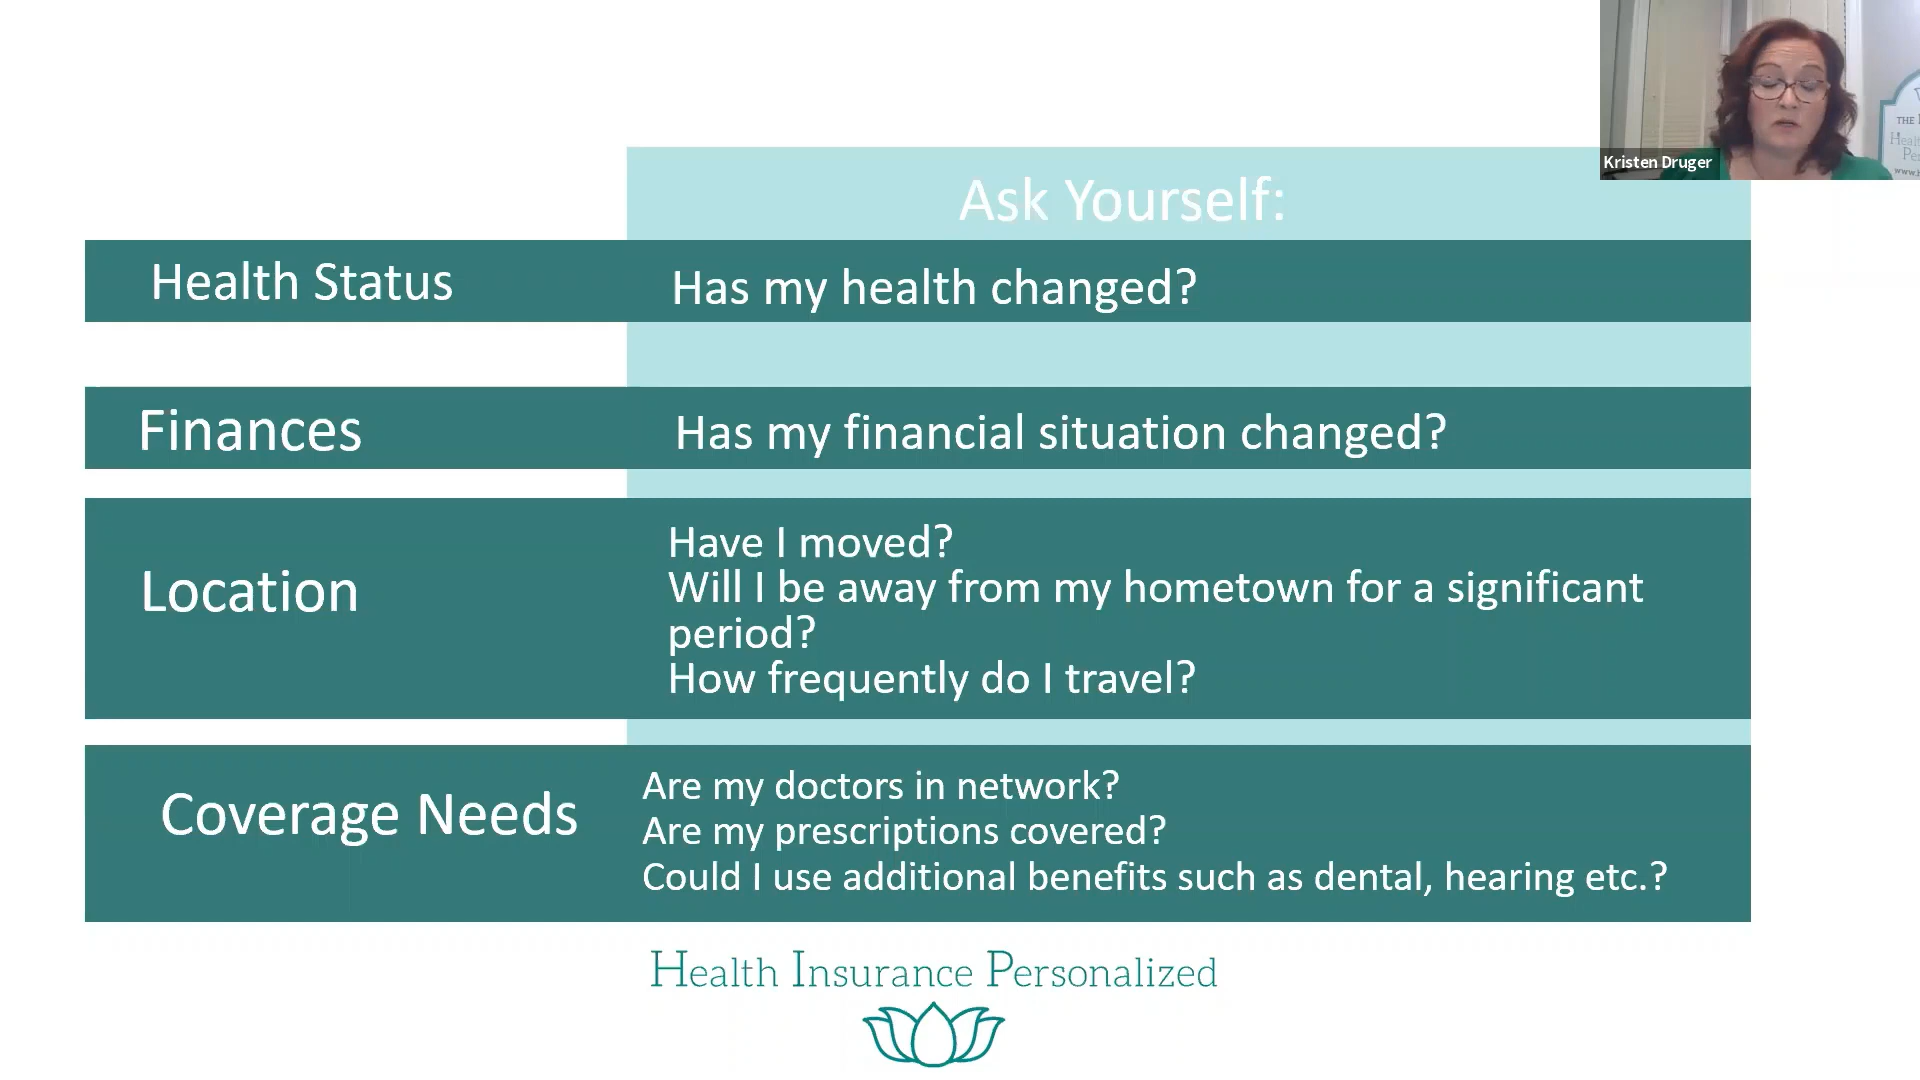 Kristen Druger
THE
Ask Yourself:
Health Status
Has my health changed?
Finances
Has my financial situation changed?
Location
Have I moved?
Will I be away from my hometown for a significant
period?
How frequently do I travel?
Coverage Needs
Are my doctors in network?
Are my prescriptions covered?
Could I use additional benefits such as dental, hearing etc.?
Health Insurance Personalized